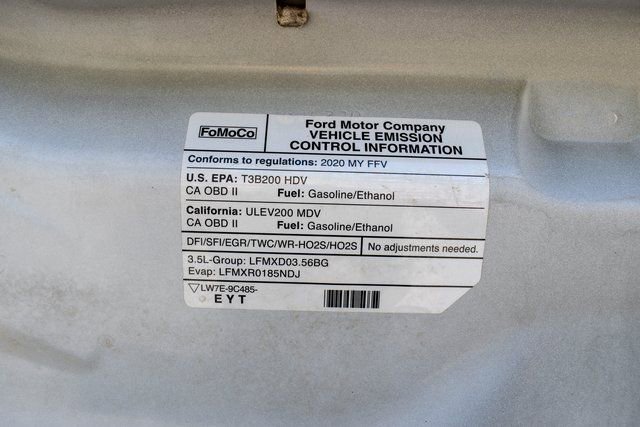 FoMoCo
Ford Motor Company
VEHICLE EMISSION
CONTROL INFORMATION
Conforms to regulations: 2020 MY FFV
U.S. EPA: T3B200 HDV
CA OBD II Fuel: Gasoline/Ethanol
California: ULEV200 MDV
CA OBD II Fuel: Gasoline/Ethanol
DFI/SFI/EGR/TWC/WR-HO2S/HO2S No adjustments needed.
3.5L-Group: LFMXD03.56BG
Evap: LFMXR0185NDJ
LW7E-9C485-
EYT